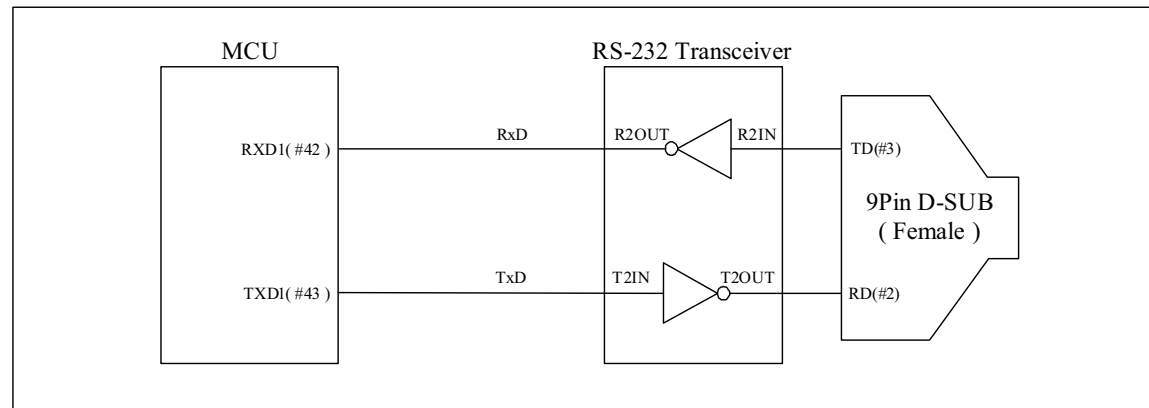 MCU
RS-232 Transceiver
RXD1( #42 )
RxD
R2OUT
R2IN
TD(#3)
9Pin D-SUB
( Female )
TXD1( #43 )
TxD
T2IN
T2OUT
RD(#2)